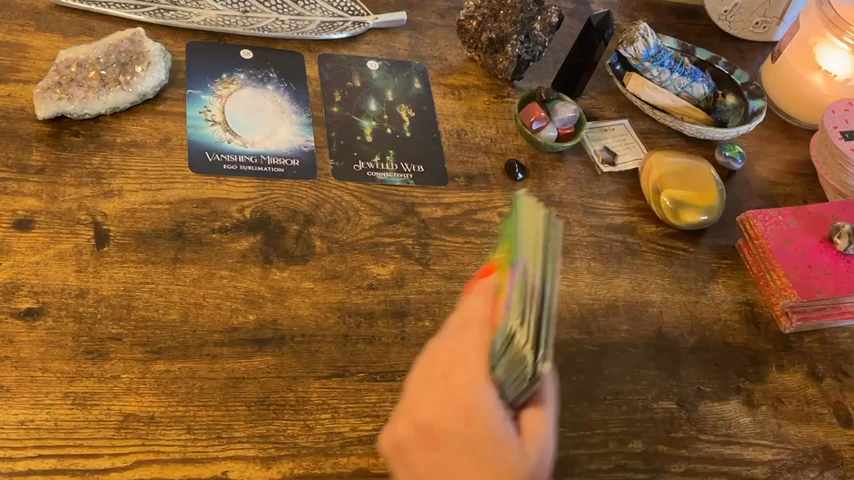 VANISHING MIRROR
EGO SUBLIMATION
JEWELED WEB
CONNECTIVITY